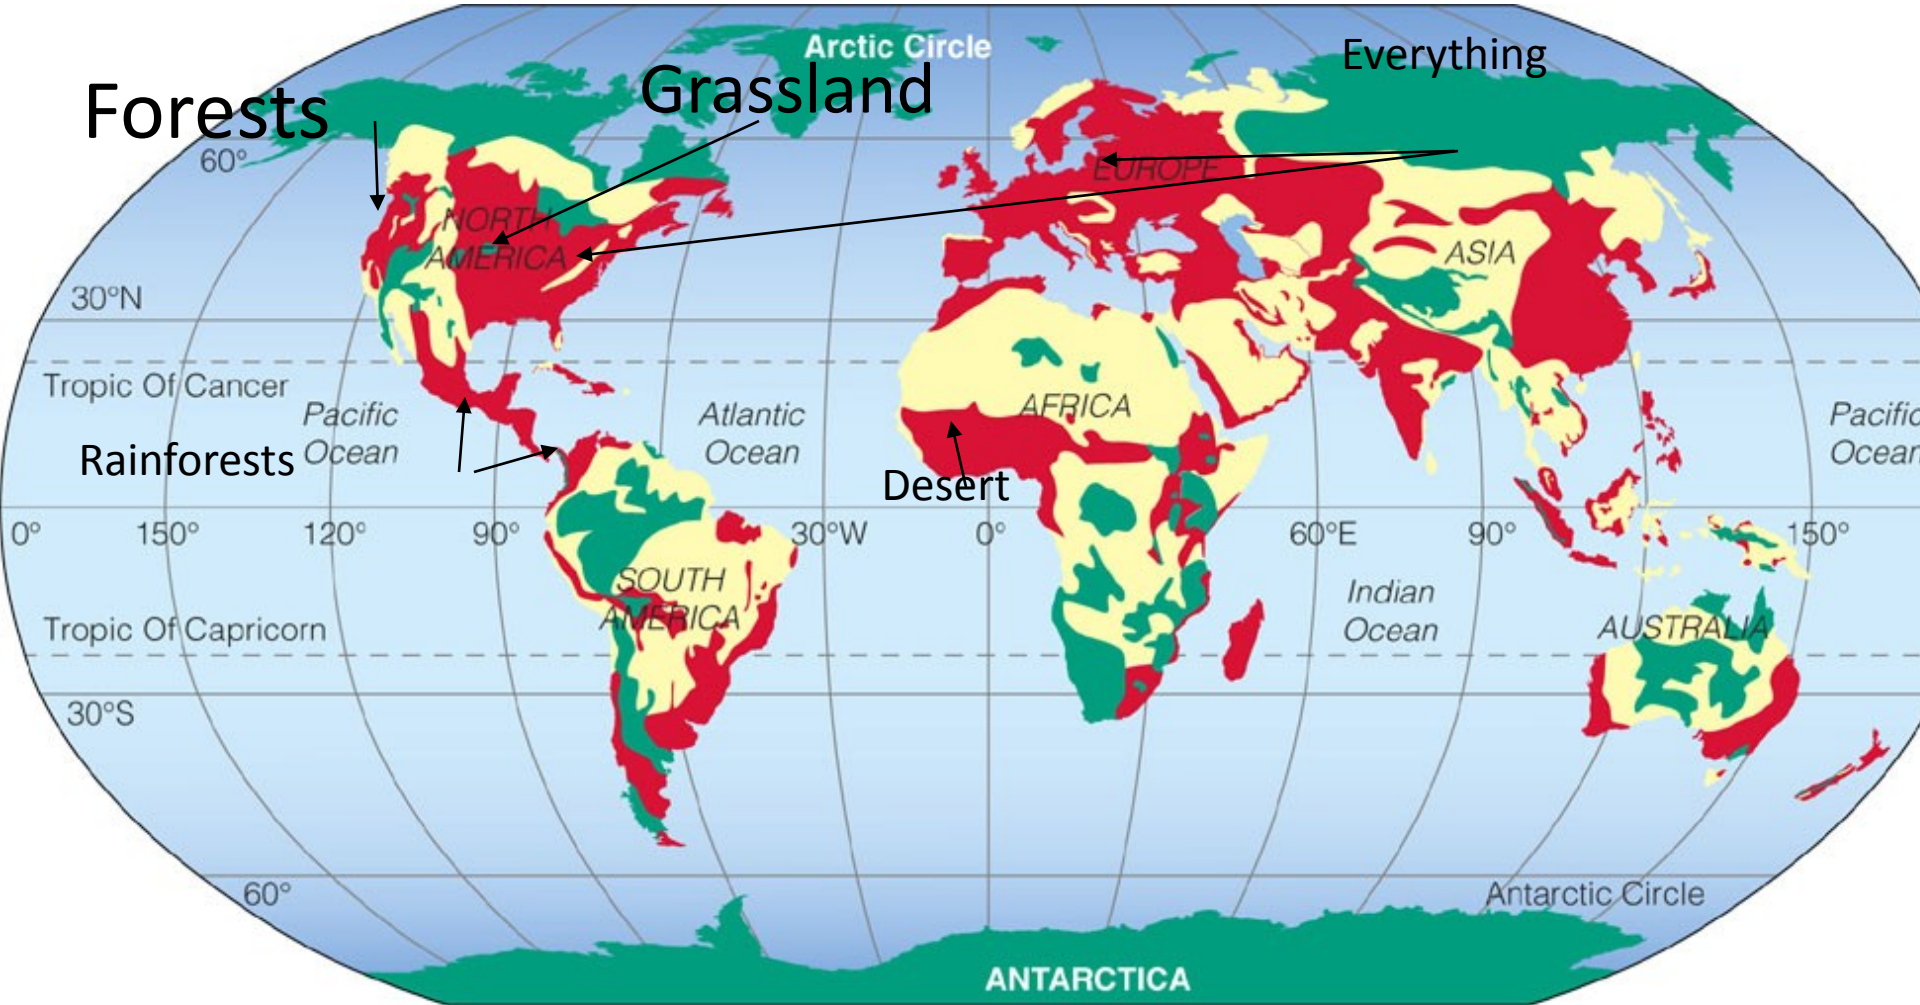 Arctic Circle
Everything
Forests
Grassland
60°
EUROPE
NORTH
AMERICA
ASIA
30°N
Tropic Of Cancer
Pacific
Ocean
Atlantic
Ocean
AFRICA
Pacific
Ocean
Rainforests
Desert
0°
150°
120°
90°
30°W
0°
60°E
90°
150°
SOUTH
AMERICA
Indian
Ocean
Tropic Of Capricorn
AUSTRALIA
30°S
60°
Antarctic Circle
ANTARCTICA